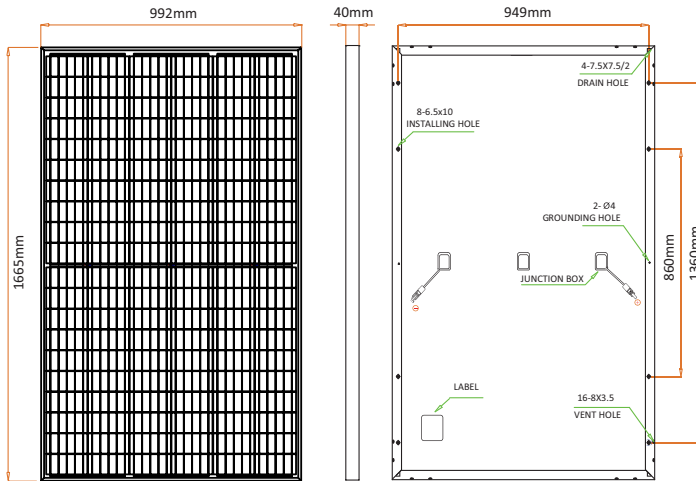 992mm
40mm
949mm
4-7.5X7.5/2
DRAIN HOLE
8-6.5x10
INSTALLING HOLE
2- Ø4
GROUNDING HOLE
1665mm
860mm
1360mm
JUNCTION BOX
LABEL
16-8X3.5
VENT HOLE